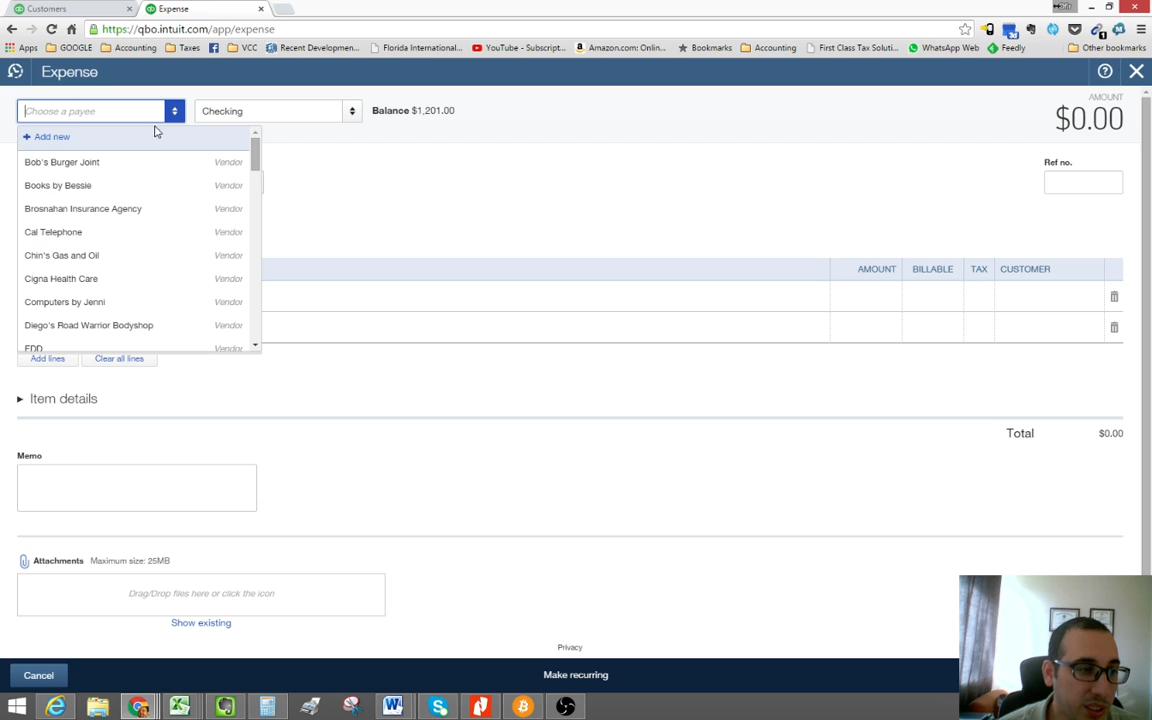 Customers
Expense
https://qbo.intuit.com/app/expense
Apps GOOGLE Accounting Taxes VCC Recent Developmen... Florida International... YouTube - Subscript... Amazon.com: Onlin... Bookmarks Accounting First Class Tax Soluti... WhatsApp Web Feedly Other bookmarks
Expense
Choose a payee
Checking
Balance $1,201.00
AMOUNT
$0.00
+ Add new
Bob's Burger Joint Vendor
Books by Bessie Vendor
Brosnahan Insurance Agency Vendor
Cal Telephone Vendor
Chin's Gas and Oil Vendor
Cigna Health Care Vendor
Computers by Jenni Vendor
Diego's Road Warrior Bodyshop Vendor
EDD Vendor
Ref no.
AMOUNT BILLABLE TAX CUSTOMER
Add lines Clear all lines
Item details
Total $0.00
Memo
Attachments Maximum size: 25MB
Drag/Drop files here or click the icon
Show existing
Privacy
Cancel
Make recurring